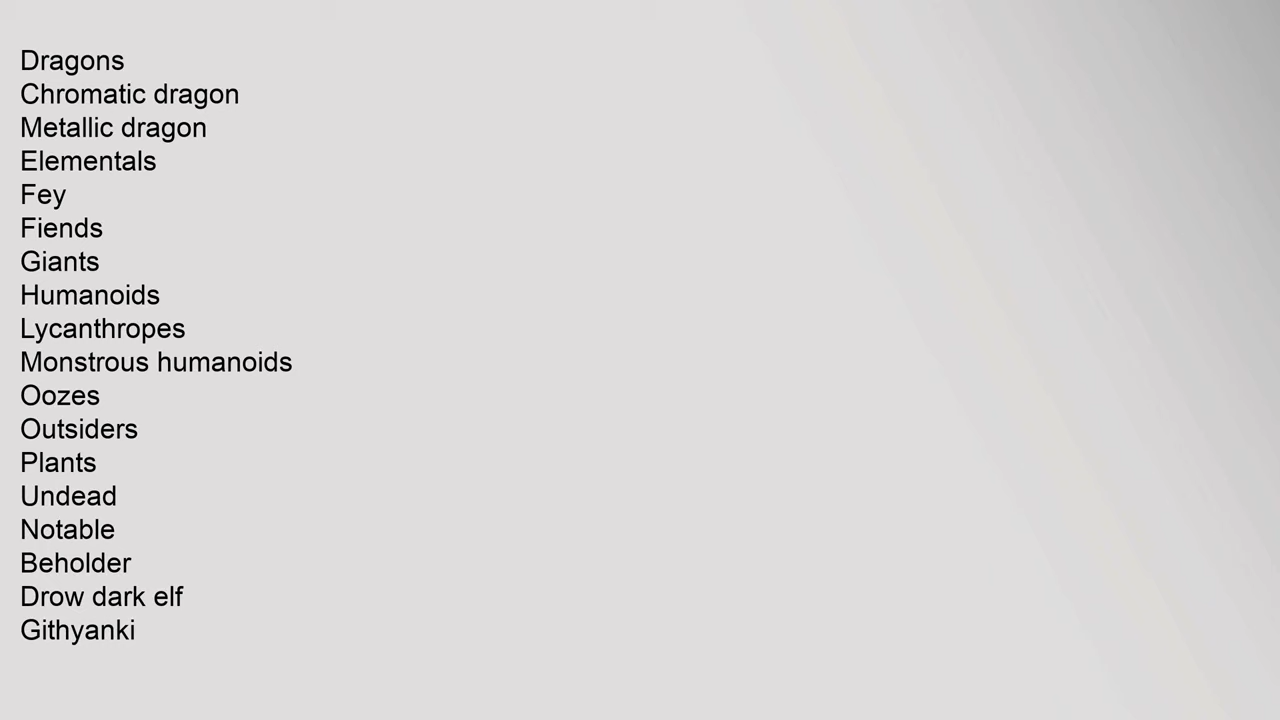 Dragons
Chromatic dragon
Metallic dragon
Elementals
Fey
Fiends
Giants
Humanoids
Lycanthropes
Monstrous humanoids
Oozes
Outsiders
Plants
Undead
Notable
Beholder
Drow dark elf
Githyanki